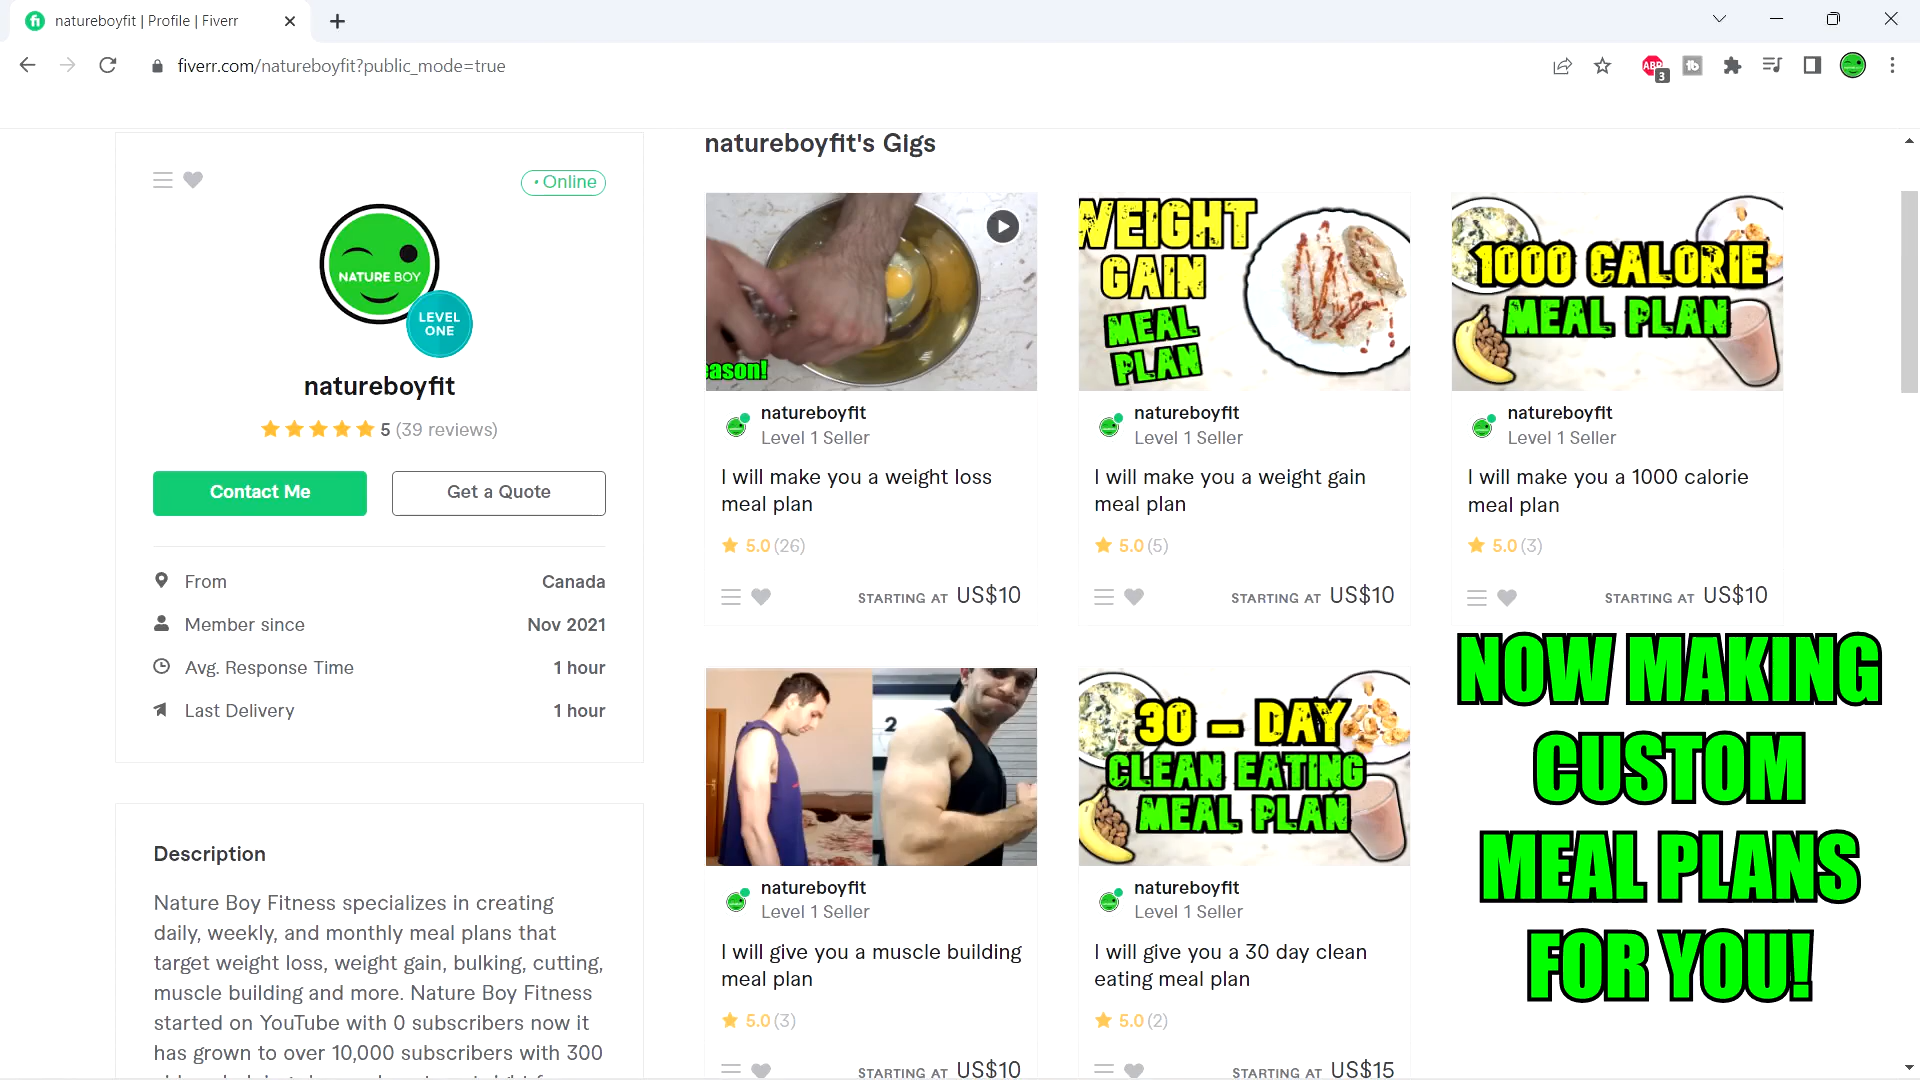 natureboyfit | Profile | Fiverr
fiverr.com/natureboyfit?public_mode=true
ABP
3
tb
natureboyfit's Gigs
• Online
NATURE BOY
LEVEL
ONE
natureboyfit
5 (39 reviews)
Contact Me
Get a Quote
From
Canada
Member since
Nov 2021
Avg. Response Time
1 hour
Last Delivery
1 hour
Description
Nature Boy Fitness specializes in creating
daily, weekly, and monthly meal plans that
target weight loss, weight gain, bulking, cutting,
muscle building and more. Nature Boy Fitness
started on YouTube with 0 subscribers now it
has grown to over 10,000 subscribers with 300
eason!
natureboyfit
Level 1 Seller
I will make you a weight loss
meal plan
5.0 (26)
STARTING AT US$10
WEIGHT
GAIN
MEAL
PLAN
natureboyfit
Level 1 Seller
I will make you a weight gain
meal plan
5.0 (5)
STARTING AT US$10
1000 CALORIE
MEAL PLAN
natureboyfit
Level 1 Seller
I will make you a 1000 calorie
meal plan
5.0 (3)
STARTING AT US$10
2
natureboyfit
Level 1 Seller
I will give you a muscle building
meal plan
5.0 (3)
STARTING AT US$10
30 - DAY
CLEAN EATING
MEAL PLAN
natureboyfit
Level 1 Seller
I will give you a 30 day clean
eating meal plan
5.0 (2)
STARTING AT US$15
NOW MAKING
CUSTOM
MEAL PLANS
FOR YOU!